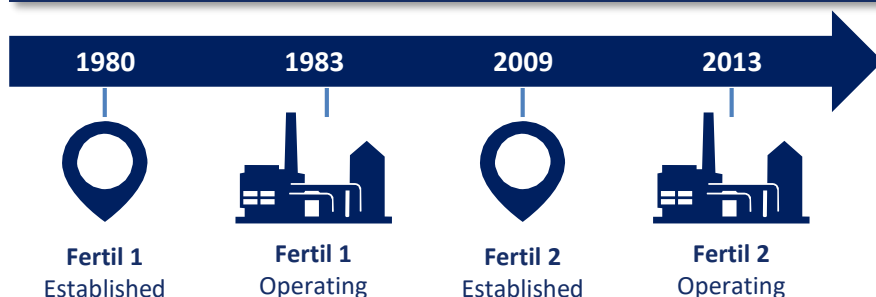 1980 1983 2009 2013
Fertil 1 Fertil 1 Fertil 2 Fertil 2
Established Operating Established Operating